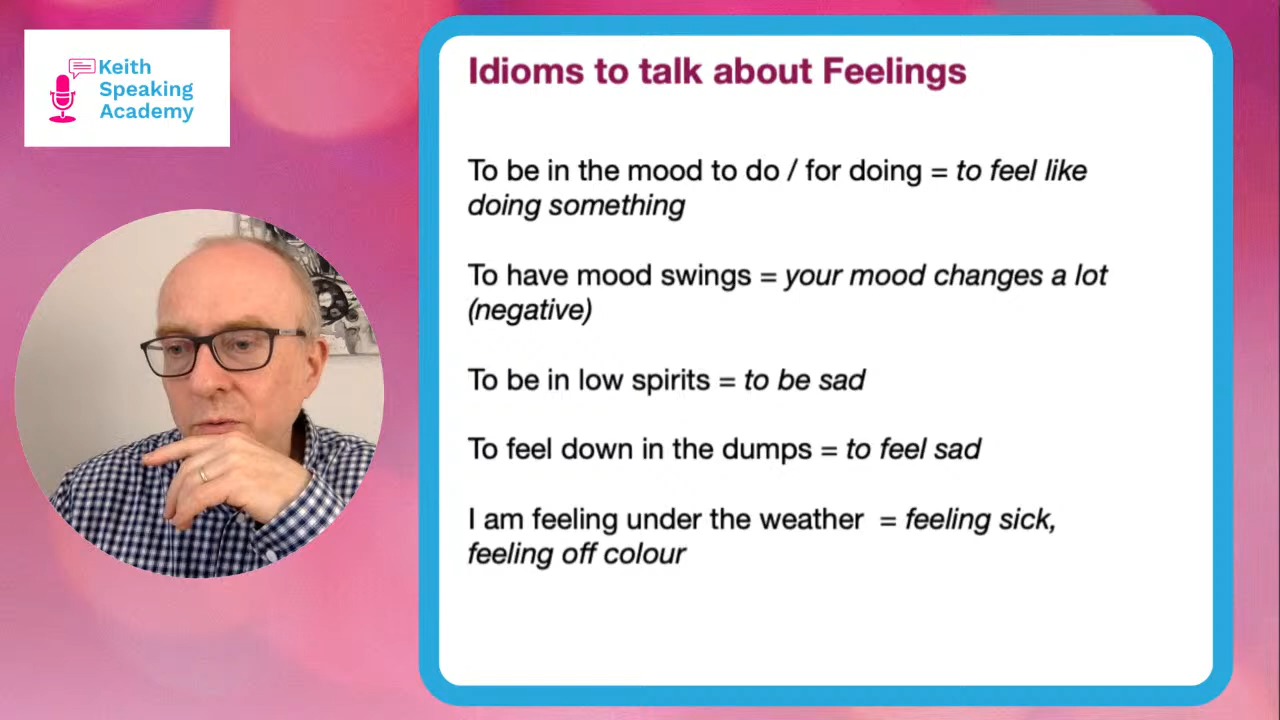 Keith
Speaking
Academy
Idioms to talk about Feelings
To be in the mood to do / for doing = to feel like
doing something
To have mood swings = your mood changes a lot
(negative)
To be in low spirits = to be sad
To feel down in the dumps = to feel sad
I am feeling under the weather  = feeling sick,
feeling off colour